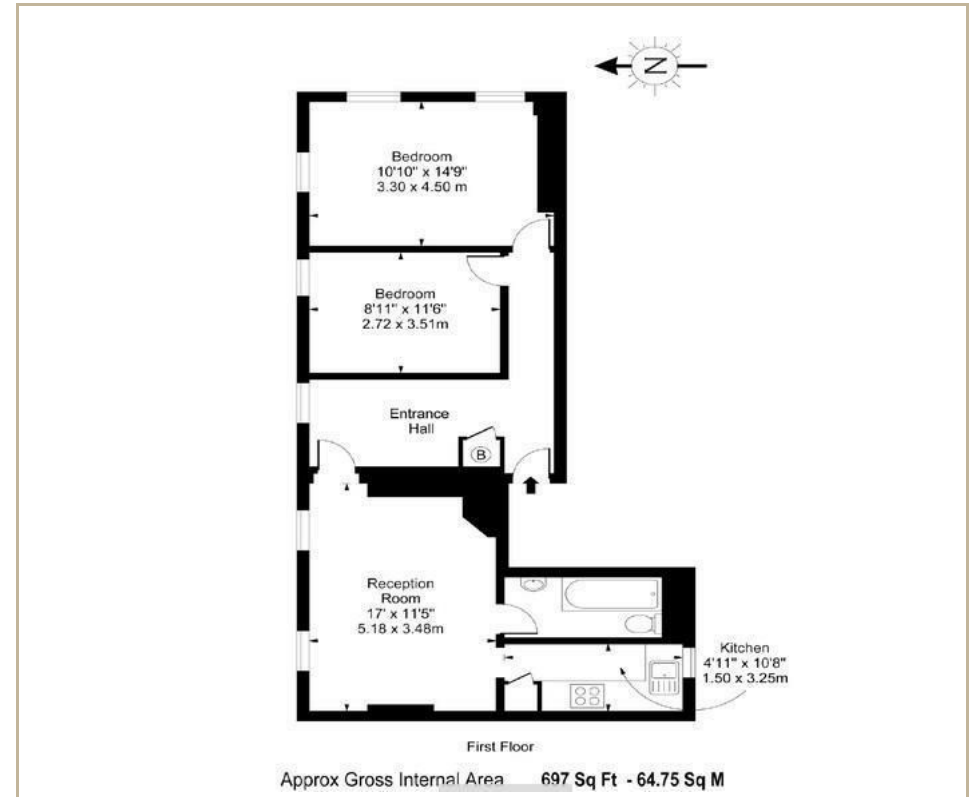 N
Bedroom
10'10" x 14'9"
3.30 x 4.50 m
Bedroom
8'11" x 11'6"
2.72 x 3.51m
Entrance
Hall
B
Reception
Room
17' x 11'5"
5.18 x 3.48m
Kitchen
4'11" x 10'8"
1.50 x 3.25m
First Floor
Approx Gross Internal Area 697 Sq Ft - 64.75 Sq M